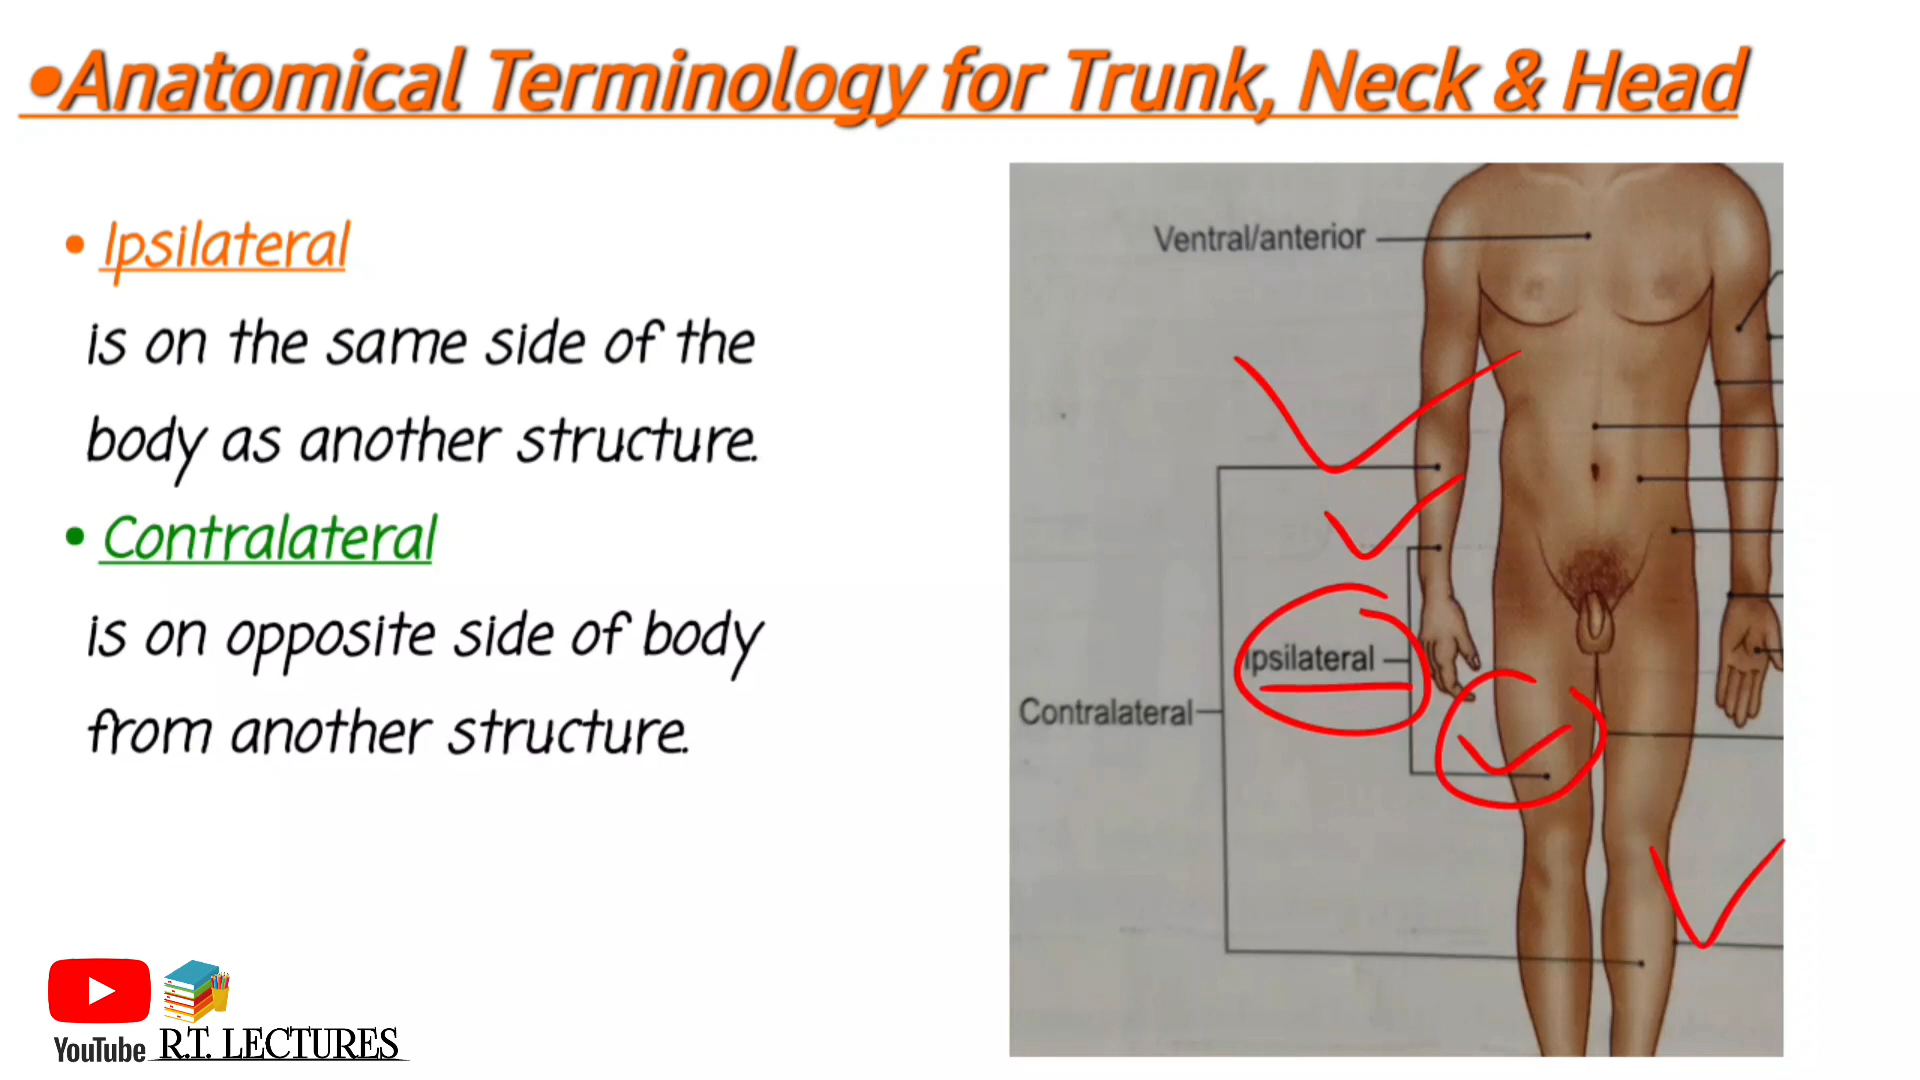 •Anatomical Terminology for Trunk, Neck & Head
• Ipsilateral
is on the same side of the
body as another structure.
• Contralateral
is on opposite side of body
from another structure.
Ventral/anterior
Ipsilateral
Contralateral
YouTube R.T. LECTURES